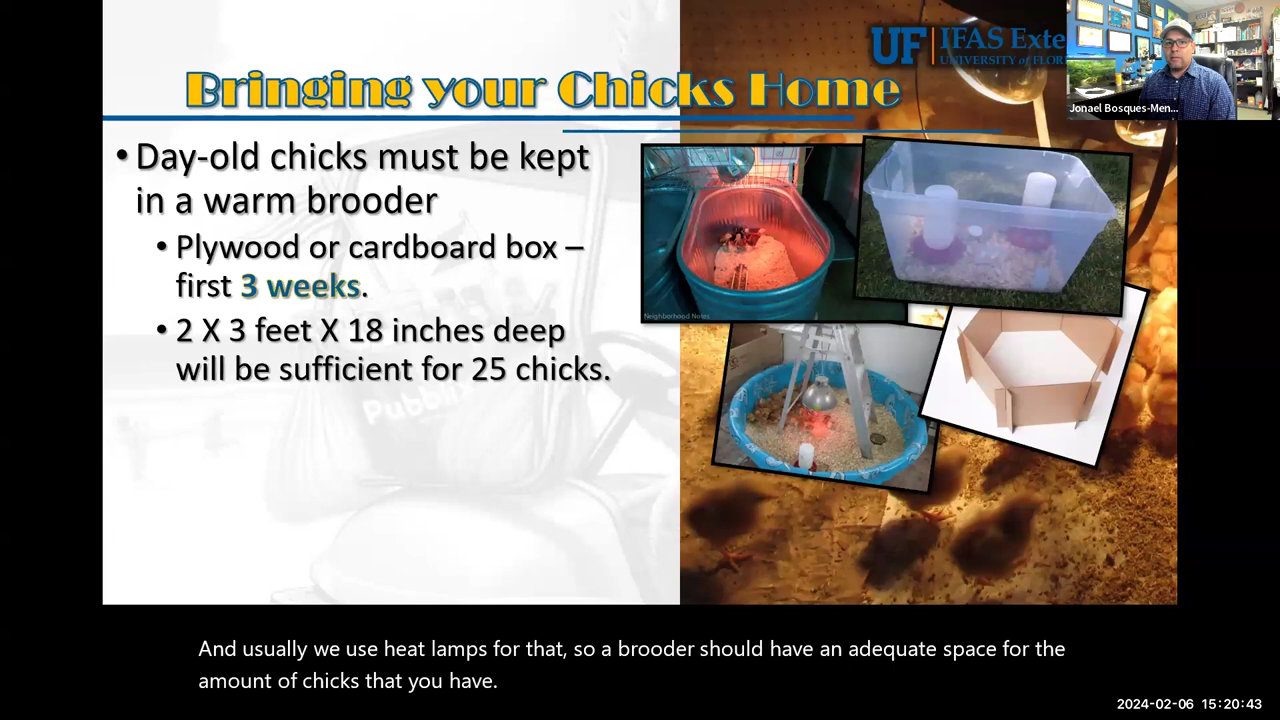 UF IFAS Exte
UNIVERSITY of FLOR
Jonael Bosques-Men...
Bringing your Chicks Home
• Day-old chicks must be kept
in a warm brooder
• Plywood or cardboard box –
first 3 weeks.
• 2 X 3 feet X 18 inches deep
will be sufficient for 25 chicks.
Neighborhood Notes
And usually we use heat lamps for that, so a brooder should have an adequate space for the
amount of chicks that you have.
2024-02-06 15:20:43